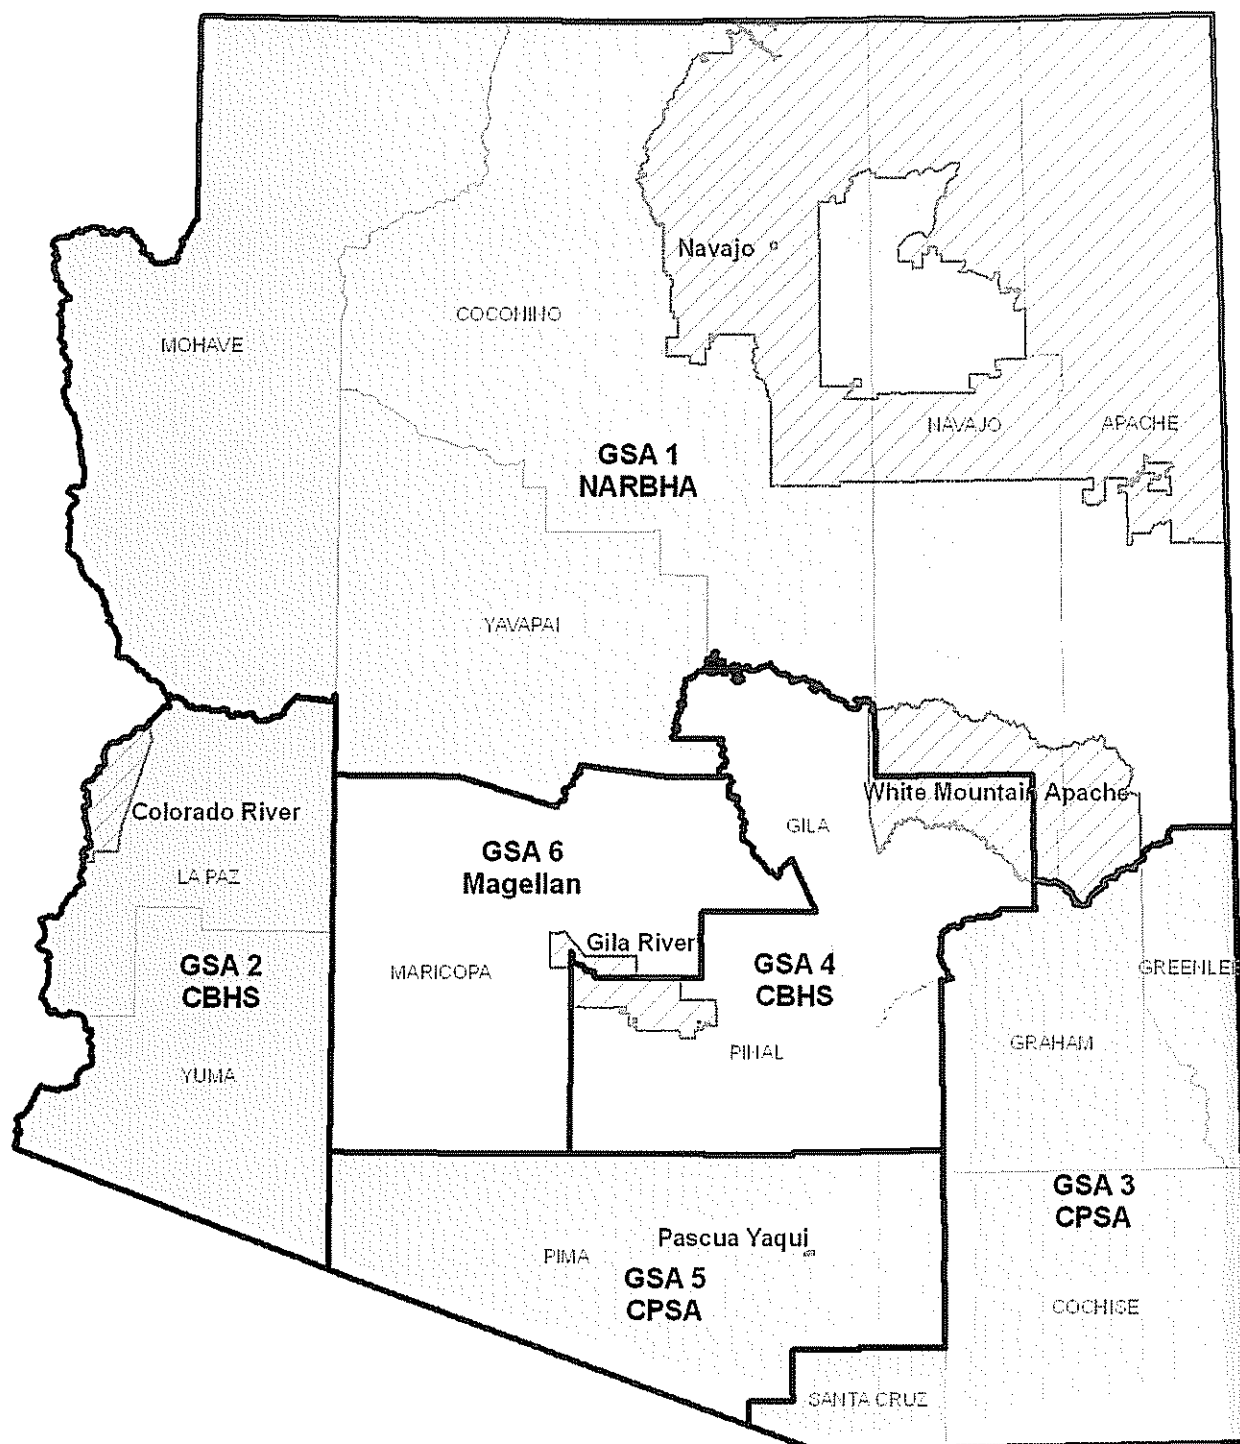 Navajo
COCONINO
MOHAVE
NAVAJO
APACHE
GSA 1
NARBHA
YAVAPAI
White Mountain Apache
Colorado River
GILA
GSA 6
Magellan
LA PAZ
Gila River
GSA 2
CBHS
MARICOPA
GSA 4
CBHS
GREENLEE
GRAHAM
PINAL
YUMA
GSA 3
CPSA
Pascua Yaqui
PIMA
GSA 5
CPSA
COCHISE
SANTA CRUZ